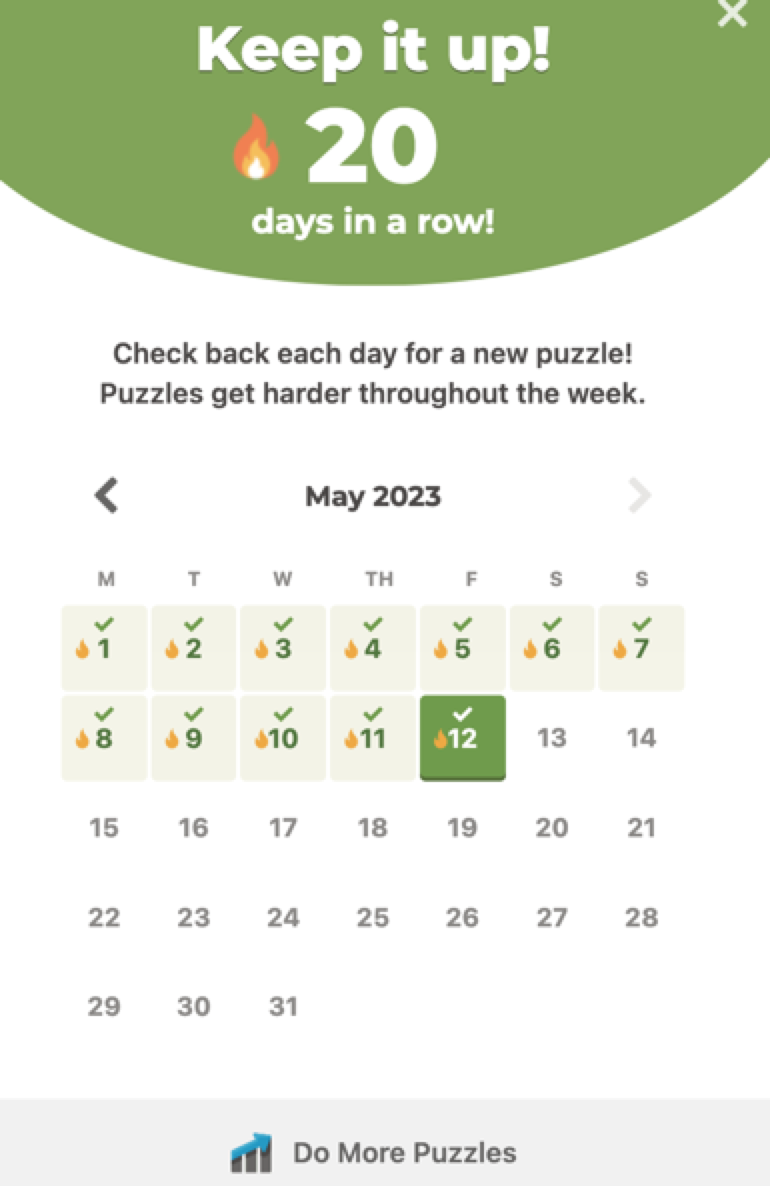 Keep it up!
20
days in a row!
Check back each day for a new puzzle!
Puzzles get harder throughout the week.
May 2023
M T W TH F S S
1 2 3 4 5 6 7
8 9 10 11 12 13 14
15 16 17 18 19 20 21
22 23 24 25 26 27 28
29 30 31
Do More Puzzles